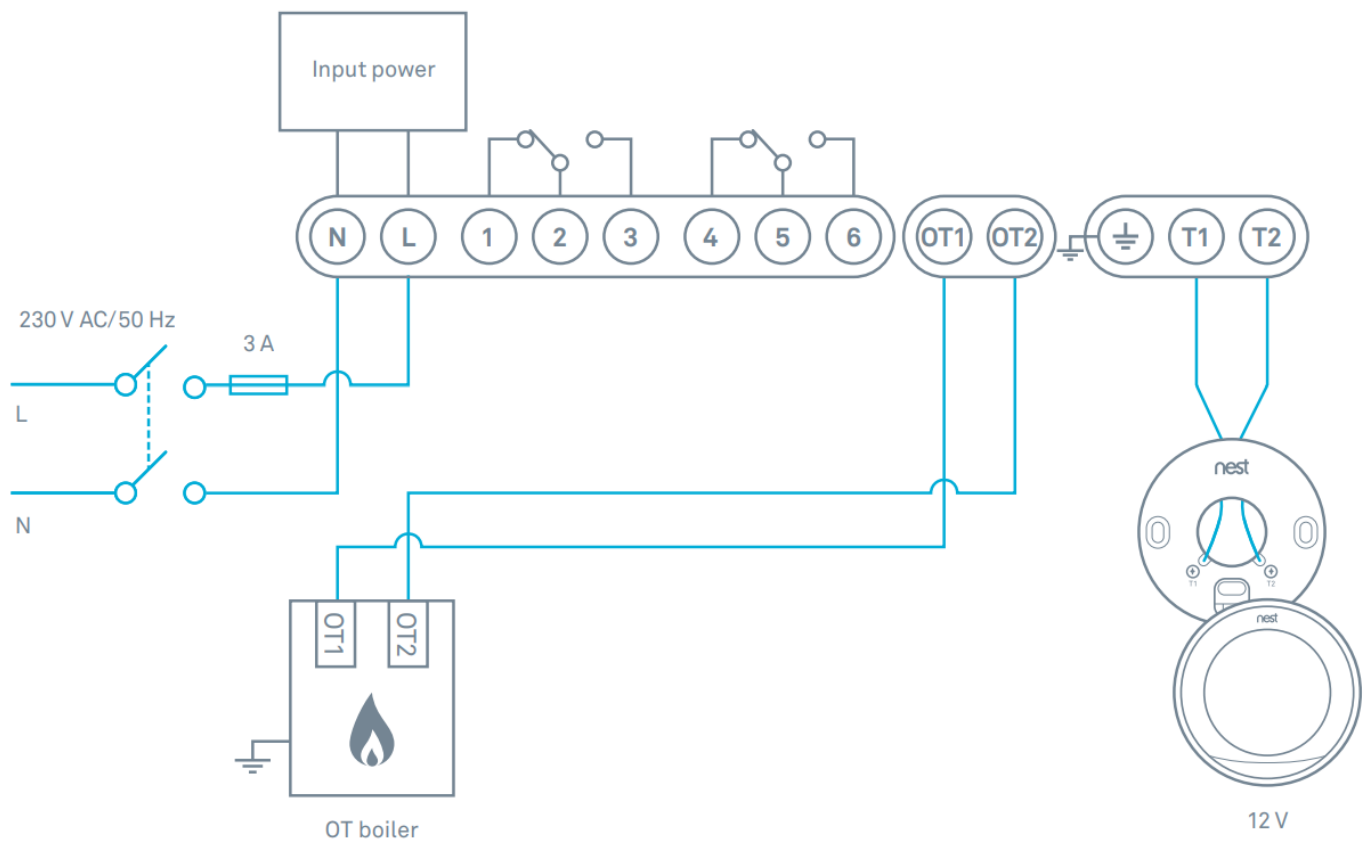 Input power
N
L
1
2
3
4
5
6
OT1
OT2
T1
T2
230 V AC/50 Hz
3 A
L
N
nest
T1
T2
OT1
OT2
nest
12 V
OT boiler